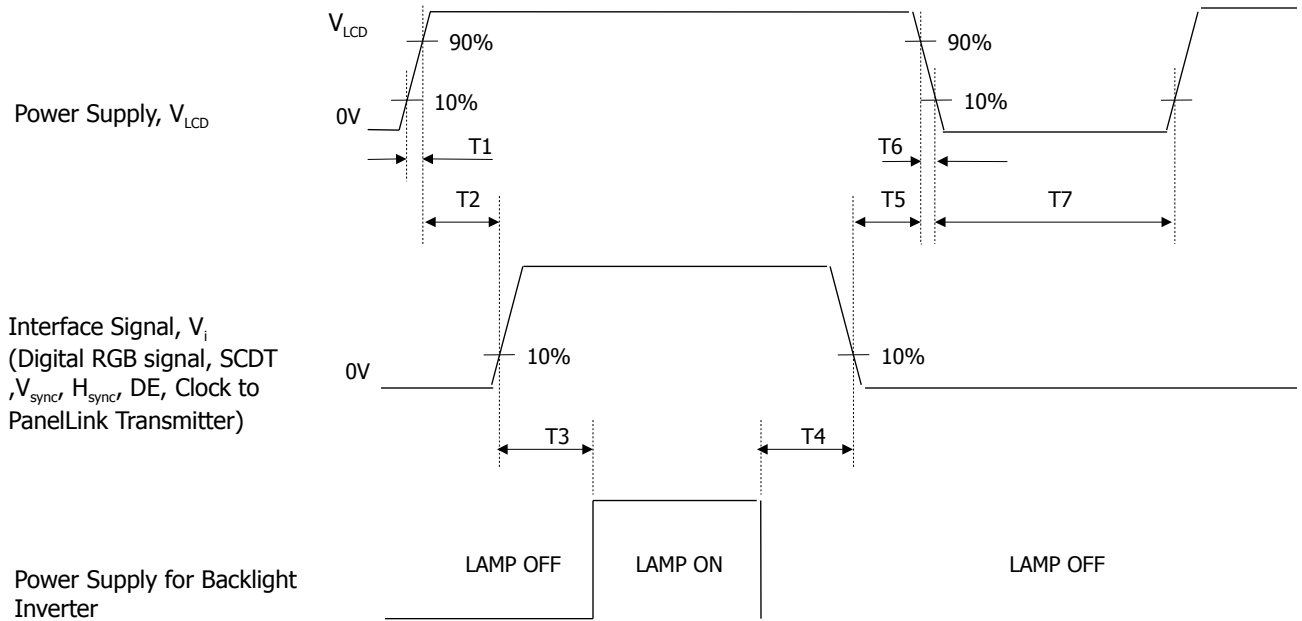 V_LCD
90%
90%
Power Supply, V_LCD
10%
10%
0V
T1
T6
T2
T5
T7
Interface Signal, V_i
(Digital RGB signal, SCDT
,V_sync, H_sync, DE, Clock to
PanelLink Transmitter)
10%
10%
0V
T3
T4
LAMP OFF
LAMP ON
LAMP OFF
Power Supply for Backlight
Inverter